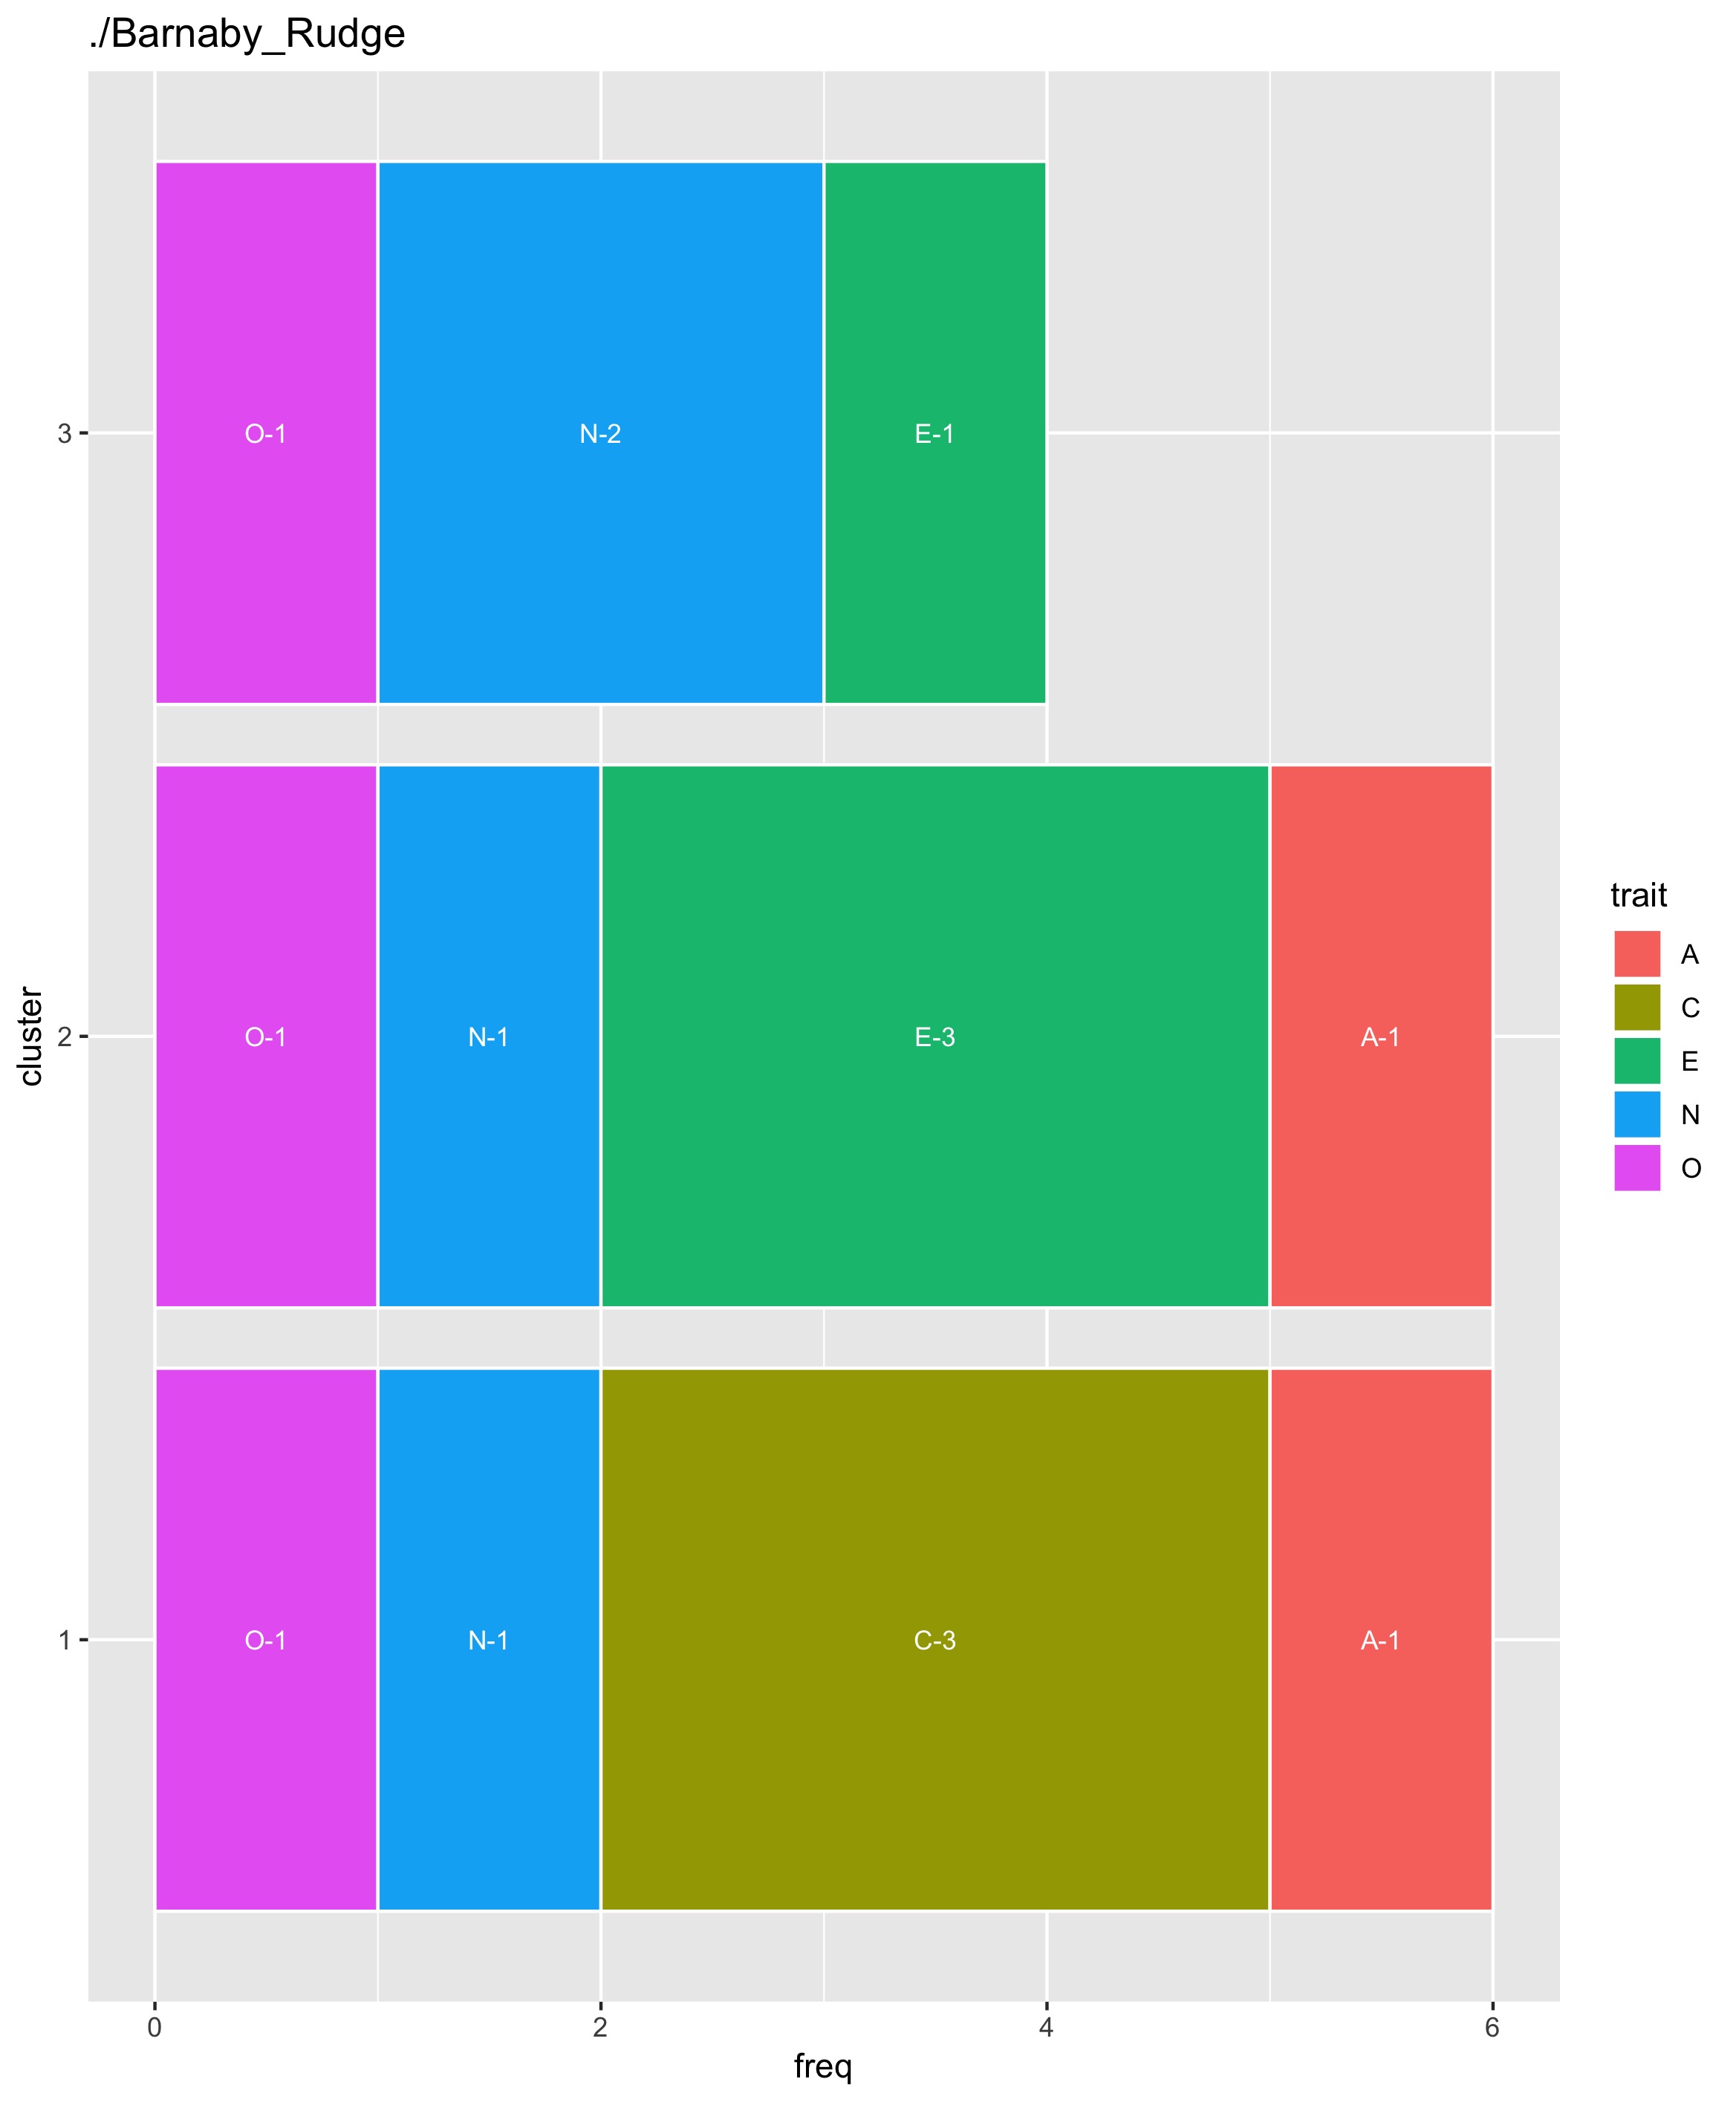 ./Barnaby_Rudge
3
O-1 N-2 E-1
cluster
2
O-1 N-1 E-3 A-1
1
O-1 N-1 C-3 A-1
0 2 4 6
freq
trait
A
C
E
N
O